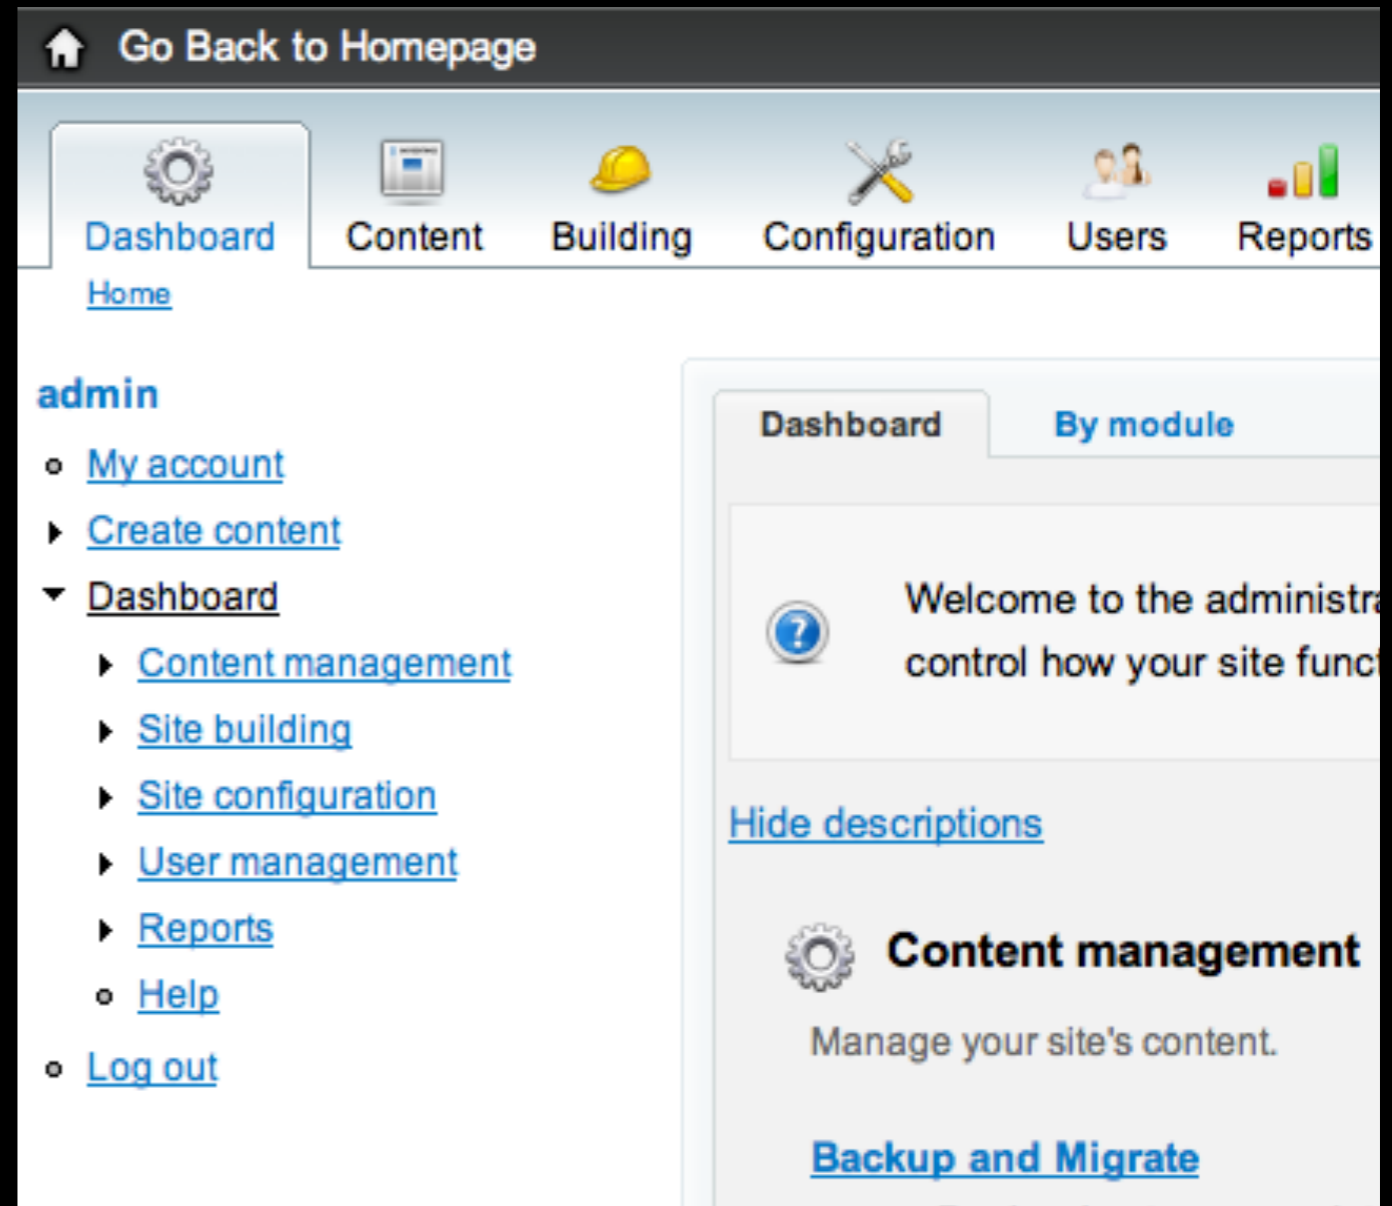 Go Back to Homepage
Dashboard Content Building Configuration Users Reports
Home
admin
My account
Create content
Dashboard
Content management
Site building
Site configuration
User management
Reports
Help
Log out
Dashboard By module
Welcome to the administra
control how your site funct
Hide descriptions
Content management
Manage your site's content.
Backup and Migrate